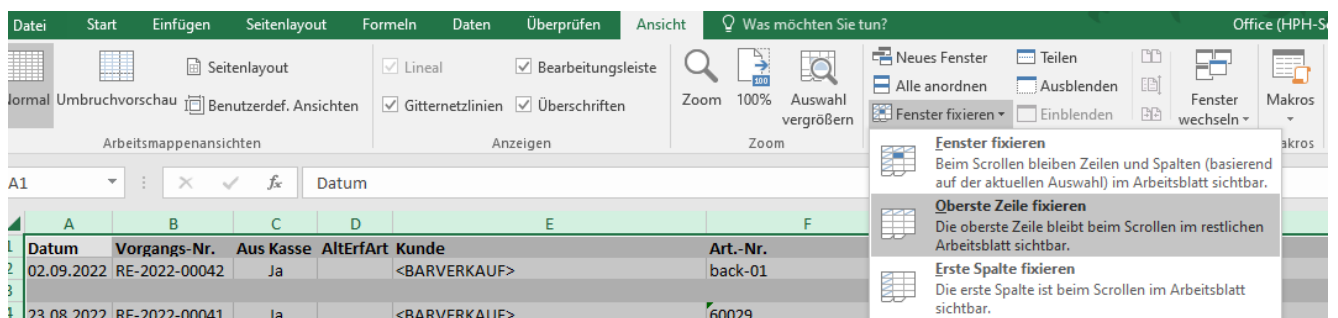 Datei Start Einfügen Seitenlayout Formeln Daten Überprüfen Ansicht Was möchten Sie tun? Office (HPH-Se
Normal Umbruchvorschau Seitenlayout
Benutzerdef. Ansichten
Arbeitsmappenansichten
Lineal Bearbeitungsleiste
Gitternetzlinien Überschriften
Anzeigen
Zoom 100% Auswahl vergrößern
Zoom
Neues Fenster Teilen
Alle anordnen Ausblenden
Fenster fixieren Einblenden
Fenster wechseln
Makros
akros
Fenster fixieren
Beim Scrollen bleiben Zeilen und Spalten (basierend
auf der aktuellen Auswahl) im Arbeitsblatt sichtbar.
Oberste Zeile fixieren
Die oberste Zeile bleibt beim Scrollen im restlichen
Arbeitsblatt sichtbar.
Erste Spalte fixieren
Die erste Spalte ist beim Scrollen im Arbeitsblatt
sichtbar.
A1 fx Datum
A B C D E F
1 Datum Vorgangs-Nr. Aus Kasse AltErfArt Kunde Art.-Nr.
2 02.09.2022 RE-2022-00042 Ja <BARVERKAUF> back-01
3
4 23.08.2022 RE-2022-00041 Ja <BARVERKAUF> 60029